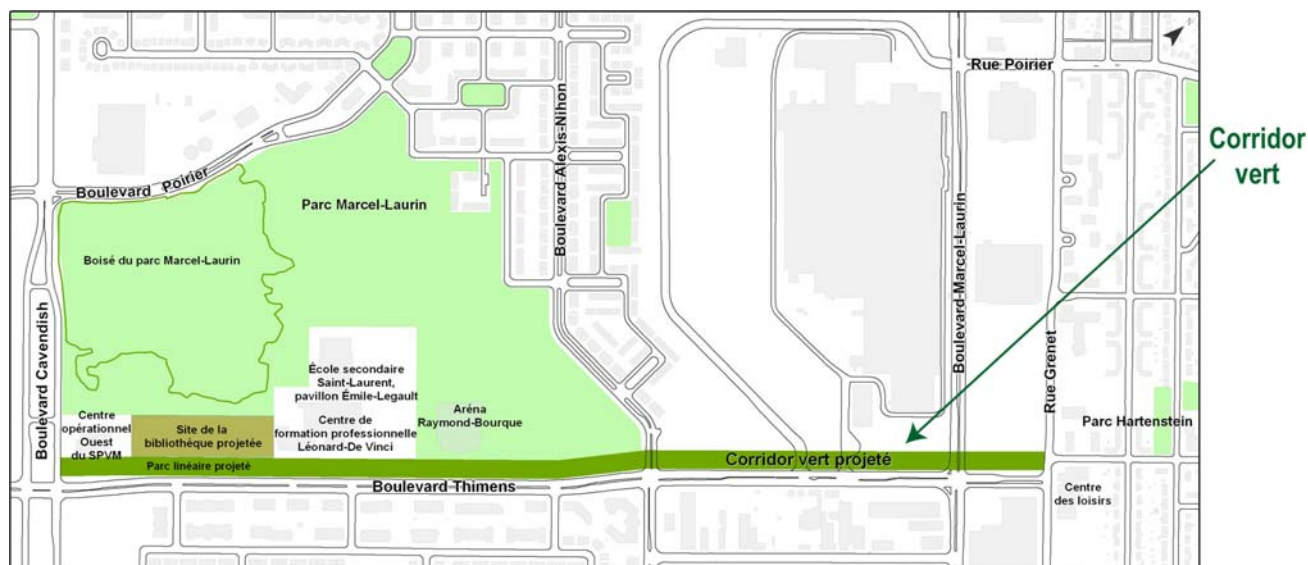 Rue Poirier
Corridor
vert
Boulevard Poirier
Parc Marcel-Laurin
Boulevard Alexis-Nihon
Boisé du parc Marcel-Laurin
Boulevard Cavendish
Boulevard Marcel-Laurin
Rue Grenet
École secondaire
Saint-Laurent,
pavillon Émile-Legault
Centre
opérationnel
Ouest
du SPVM
Site de la
bibliothèque projetée
Centre de
formation professionnelle
Léonard-De Vinci
Aréna
Raymond-Bourque
Parc Hartenstein
Parc linéaire projeté
Corridor vert projeté
Boulevard Thimens
Centre
des loisirs